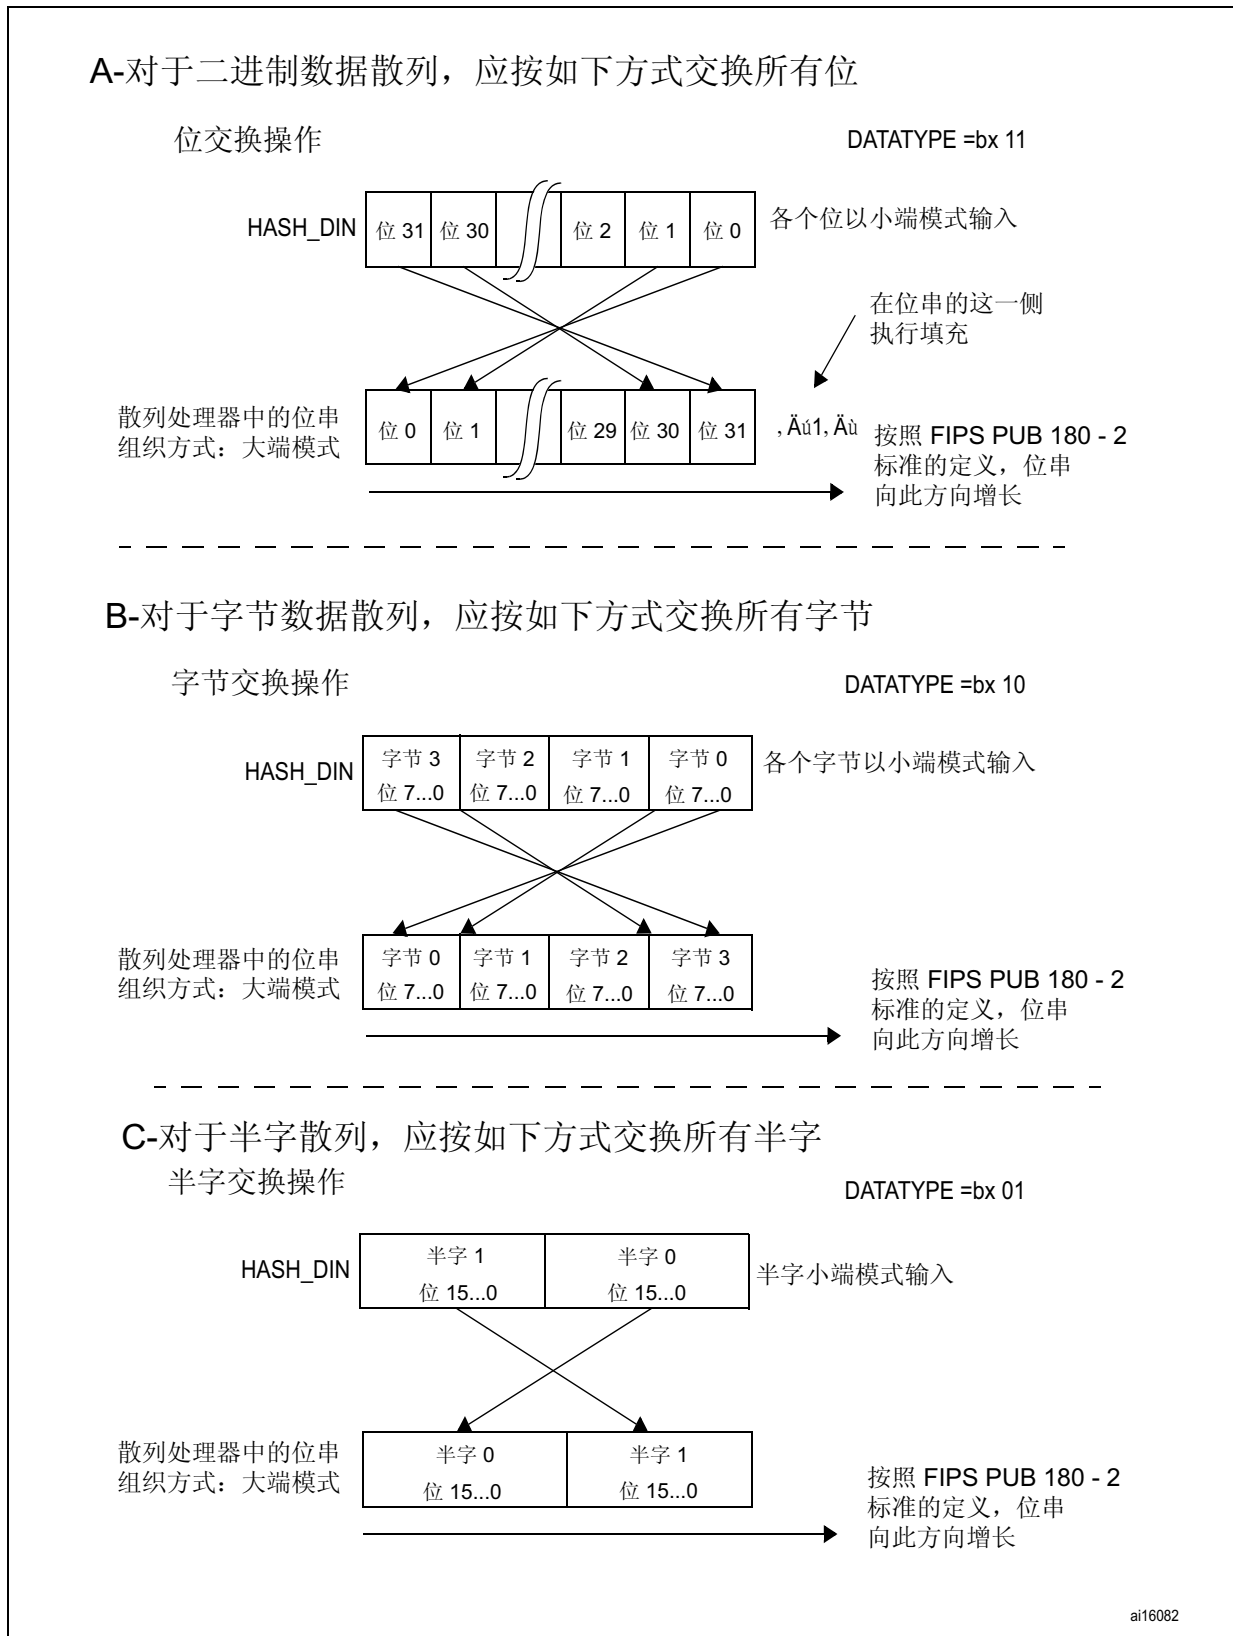 A-对于二进制数据散列，应按如下方式交换所有位
位交换操作
DATATYPE =bx 11
HASH_DIN
位 31 位 30 位 2 位 1 位 0
各个位以小端模式输入
在位串的这一侧
执行填充
散列处理器中的位串
组织方式：大端模式
位 0 位 1 位 29 位 30 位 31
‚Äú1‚Äù
按照 FIPS PUB 180 - 2
标准的定义，位串
向此方向增长
B-对于字节数据散列，应按如下方式交换所有字节
字节交换操作
DATATYPE =bx 10
HASH_DIN
字节 3 字节 2 字节 1 字节 0
位 7...0 位 7...0 位 7...0 位 7...0
各个字节以小端模式输入
散列处理器中的位串
组织方式：大端模式
字节 0 字节 1 字节 2 字节 3
位 7...0 位 7...0 位 7...0 位 7...0
按照 FIPS PUB 180 - 2
标准的定义，位串
向此方向增长
C-对于半字散列，应按如下方式交换所有半字
半字交换操作
DATATYPE =bx 01
HASH_DIN
半字 1 半字 0
位 15...0 位 15...0
半字小端模式输入
散列处理器中的位串
组织方式：大端模式
半字 0 半字 1
位 15...0 位 15...0
按照 FIPS PUB 180 - 2
标准的定义，位串
向此方向增长
ai16082